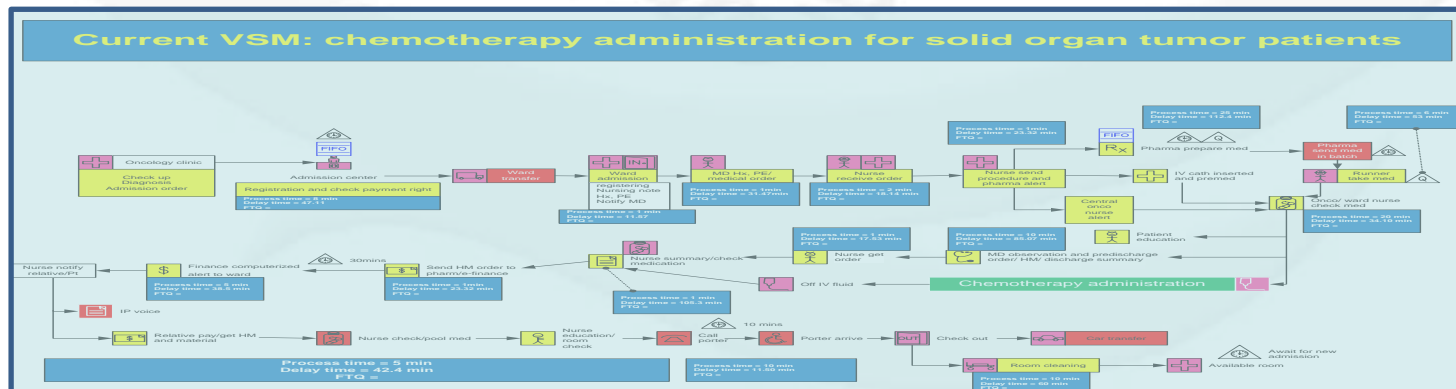 Current VSM: chemotherapy administration for solid organ tumor patients
Oncology clinic
Check up
Diagnosis
Admission order
FIFO
Admission center
Registration and check payment right
Process time = 8 min
Delay time = 47.11
FTQ =
Ward
transfer
IN
Ward
admission
registering
Nursing note
Hx, PE
Notify MD
Process time = 1 min
Delay time = 11.57
FTQ =
MD Hx, PE/
medical order
Process time = 1min
Delay time = 31.47min
FTQ =
Nurse
receive order
Process time = 2 min
Delay time = 18.14 min
FTQ =
Process time = 1min
Delay time = 23.32 min
FTQ =
Nurse send
procedure and
pharma alert
Process time = 28 min
Delay time = 112.4 min
FTQ =
FIFO
Q
Rx
Pharma prepare med
IV cath inserted
and premed
Central
onco
nurse
alert
Process time = 6 min
Delay time = 53 min
FTQ =
Pharma
send med
in batch
Runner
take med
Q
Onco/ ward nurse
check med
Process time = 20 min
Delay time = 34.10 min
FTQ =
Patient
education
Chemotherapy administration
Off IV fluid
Process time = 10 min
Delay time = 85.07 min
FTQ =
MD observation and predischarge
order/ HM/ discharge summary
Process time = 1 min
Delay time = 17.53 min
FTQ =
Nurse get
order
Nurse summary/check
medication
Process time = 1 min
Delay time = 105.3 min
FTQ =
Send HM order to
pharm/e-finance
Process time = 1min
Delay time = 23.32 min
FTQ =
30mins
Finance computerized
alert to ward
Process time = 5 min
Delay time = 38.5 min
FTQ =
Nurse notify
relative/Pt
IP voice
Relative pay/get HM
and material
Nurse check/pool med
Nurse
education/
room
check
Call
porter
10 mins
Porter arrive
OUT
Check out
Car transfer
Process time = 5 min
Delay time = 42.4 min
FTQ =
FTQ =
Room cleaning
Process time = 10 min
Delay time = 60 min
Available room
Await for new
admission